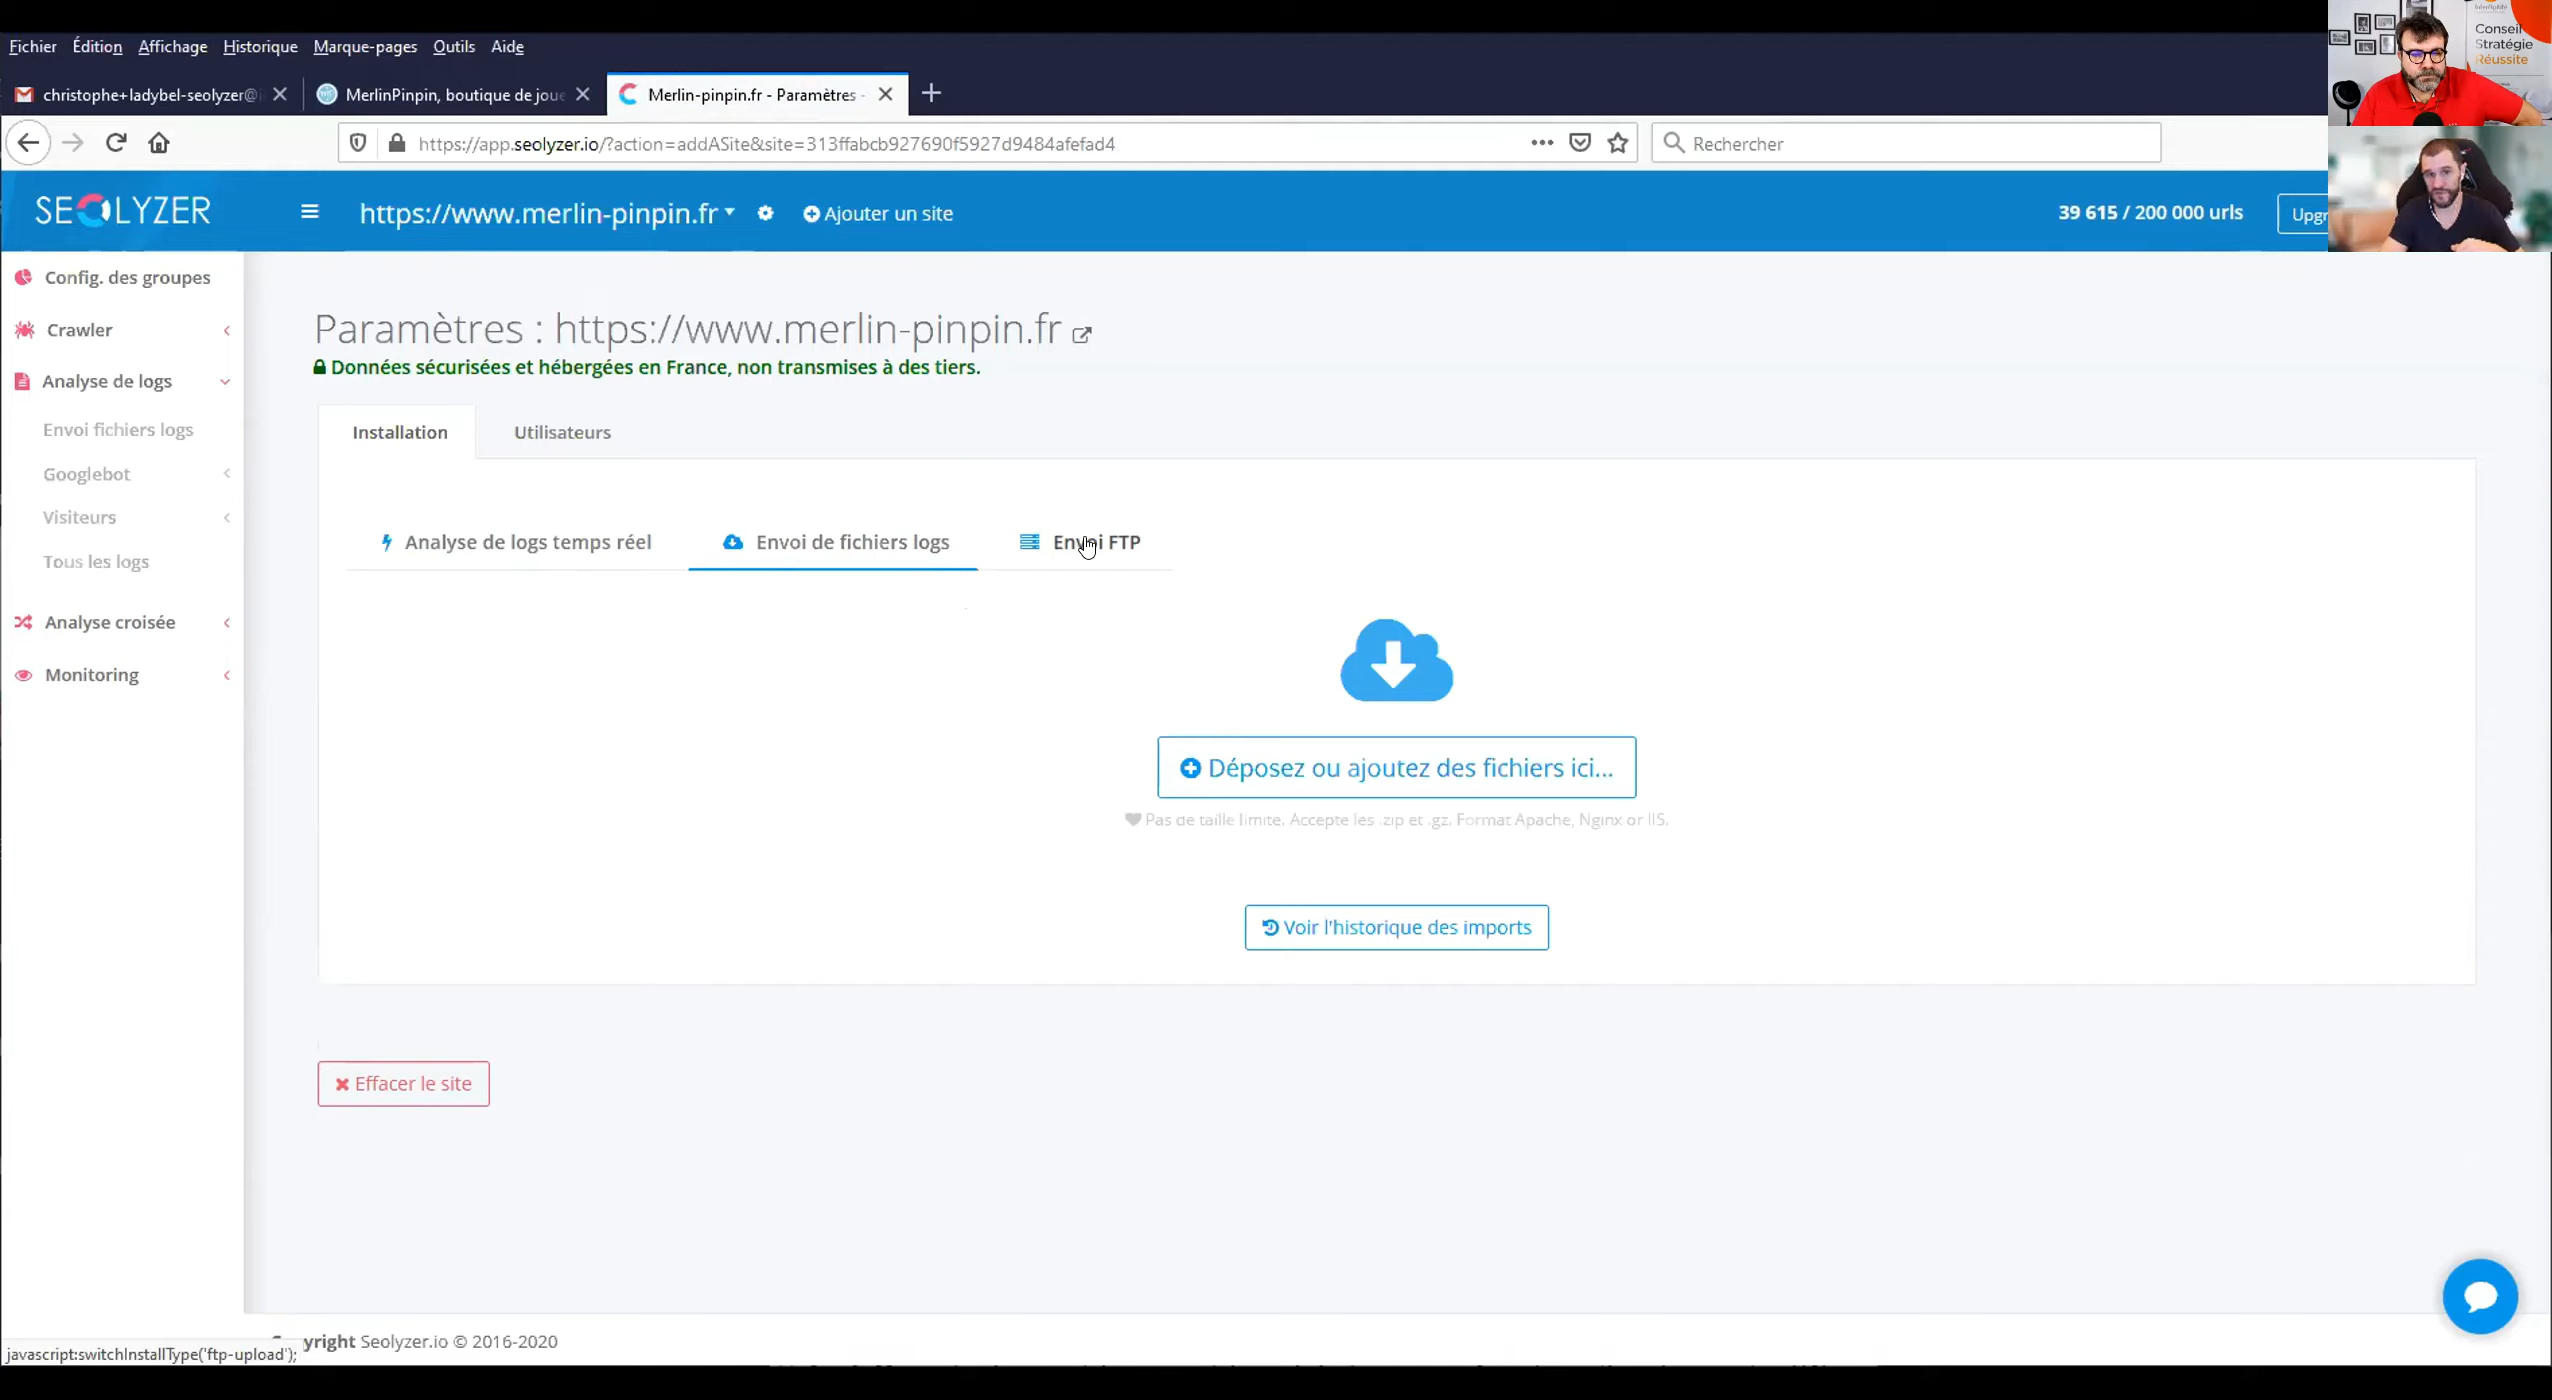 Fichier Édition Affichage Historique Marque-pages Outils Aide
christophe+ladybel-seolyzer@
MerlinPinpin, boutique de joue
Merlin-pinpin.fr - Paramètres -
https://app.seolyzer.io/?action=addASite&site=313ffabcb927690f5927d9484afefad4
Rechercher
Conseil
Stratégie
Réussite
SEOLYZER
https://www.merlin-pinpin.fr
Ajouter un site
39 615 / 200 000 urls
Upgr
Config. des groupes
Crawler
Analyse de logs
Envoi fichiers logs
Googlebot
Visiteurs
Tous les logs
Analyse croisée
Monitoring
Paramètres : https://www.merlin-pinpin.fr
Données sécurisées et hébergées en France, non transmises à des tiers.
Installation
Utilisateurs
Analyse de logs temps réel
Envoi de fichiers logs
Envoi FTP
Déposez ou ajoutez des fichiers ici...
Pas de taille limite. Accepte les .zip et .gz. Format Apache, Nginx or IIS.
Voir l'historique des imports
Effacer le site
yright Seolyzer.io © 2016-2020
javascript:switchInstallType('ftp-upload');